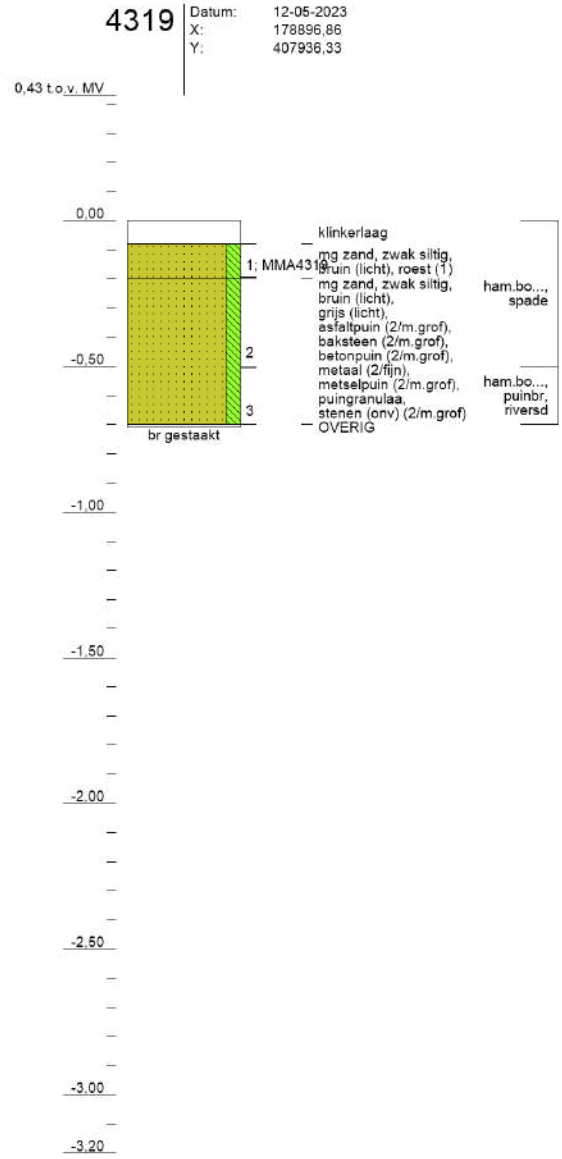 4319
Datum: 12-05-2023
X: 178896,86
Y: 407936,33
0,43 t.o.v. MV
0,00
klinkerlaag
mg zand, zwak siltig,
1; MMA4319
bruin (licht), roest (1)
mg zand, zwak siltig,
bruin (licht),
grijs (licht),
asfaltpuin (2/m.grof),
baksteen (2/m.grof),
betonpuin (2/m.grof),
metaal (2/fijn),
metselpuin (2/m.grof),
puingranulaa,
stenen (onv) (2/m.grof)
OVERIG
ham.bo...,
spade
2
-0,50
ham.bo...,
puinbr,
riversd
3
br gestaakt
-1,00
-1,50
-2,00
-2,50
-3,00
-3,20